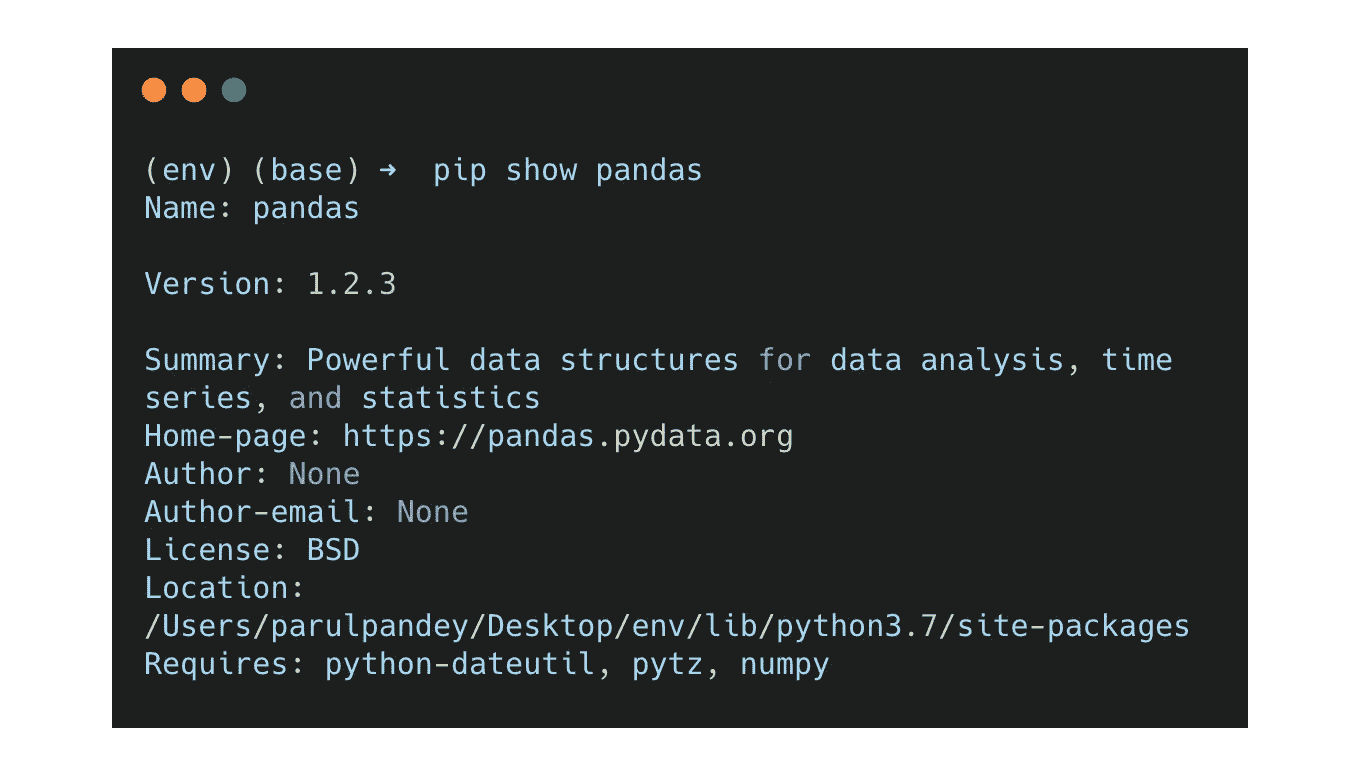 (env) (base) ➜  pip show pandas
Name: pandas
Version: 1.2.3
Summary: Powerful data structures for data analysis, time
series, and statistics
Home-page: https://pandas.pydata.org
Author: None
Author-email: None
License: BSD
Location:
/Users/parulpandey/Desktop/env/lib/python3.7/site-packages
Requires: python-dateutil, pytz, numpy